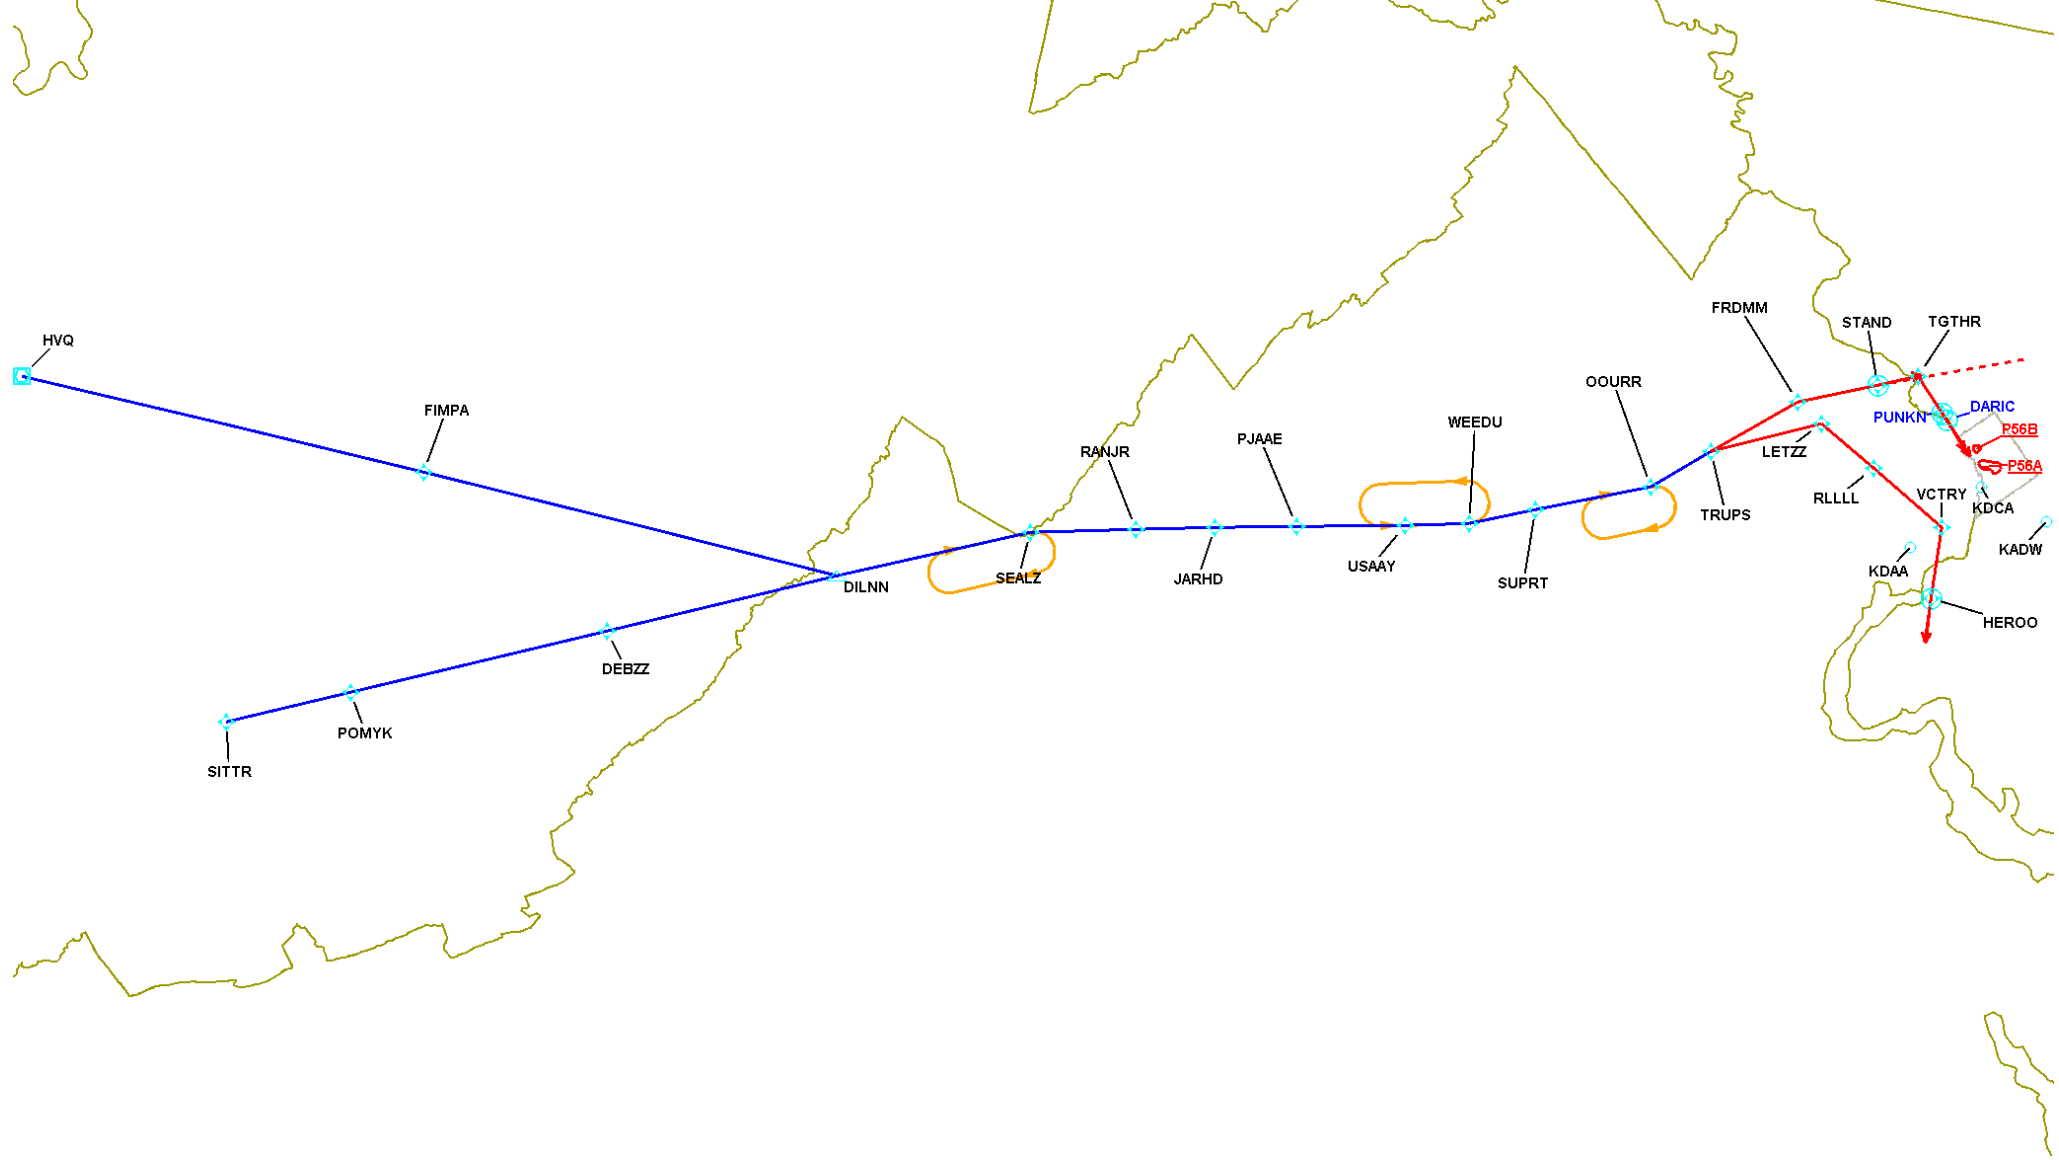 FRDMM
STAND
TGTHR
HVQ
OOURR
FIMPA
DARIC
PUNKN
WEEDU
P56B
PJAAE
RANJR
LETZZ
P56A
RLLLL
VCTRY
KDCA
TRUPS
KADW
USAAY
KDAA
SEALZ
JARHD
SUPRT
DILNN
HEROO
DEBZZ
POMYK
SITTR